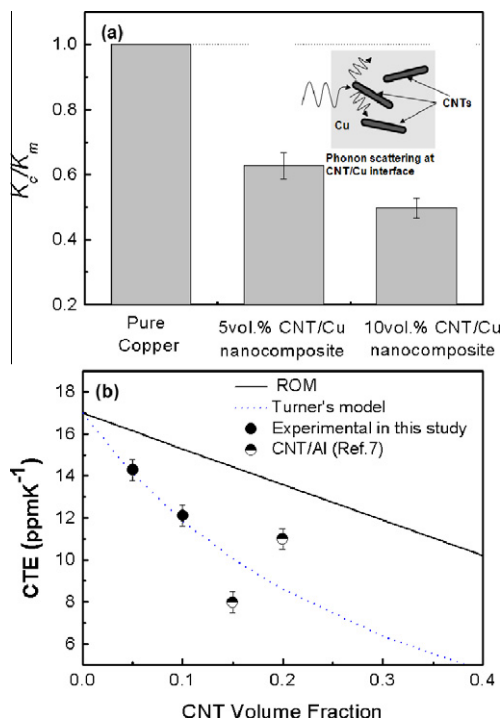 (a)
1.0
0.8
0.6
0.4
0.2
Kc/Km
CNTs
Cu
Phonon scattering at
CNT/Cu interface
Pure
Copper
5vol.% CNT/Cu
nanocomposite
10vol.% CNT/Cu
nanocomposite
(b)
ROM
Turner's model
Experimental in this study
CNT/Al (Ref.7)
18
16
14
12
10
8
6
CTE (ppmK⁻¹)
0.0 0.1 0.2 0.3 0.4
CNT Volume Fraction